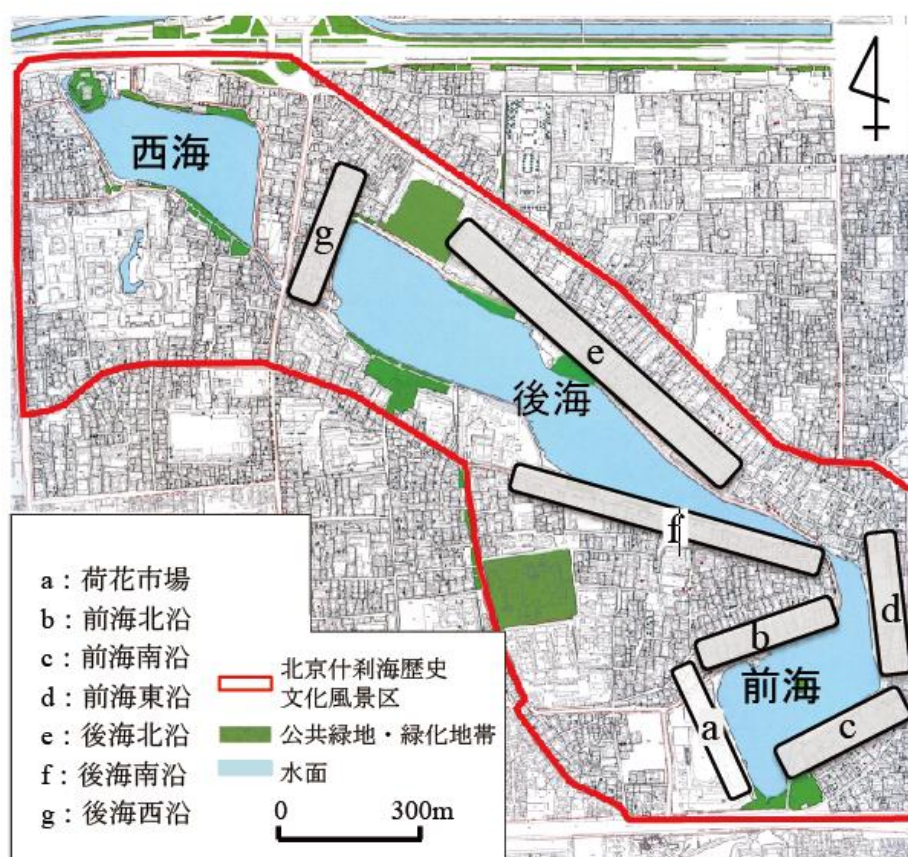 西海
g
e
後海
f
d
b
前海
a
c
a：荷花市場
b：前海北沿
c：前海南沿
d：前海東沿
e：後海北沿
f：後海南沿
g：後海西沿
北京什刹海歴史
文化風景区
公共緑地・緑化地帯
水面
0 300m